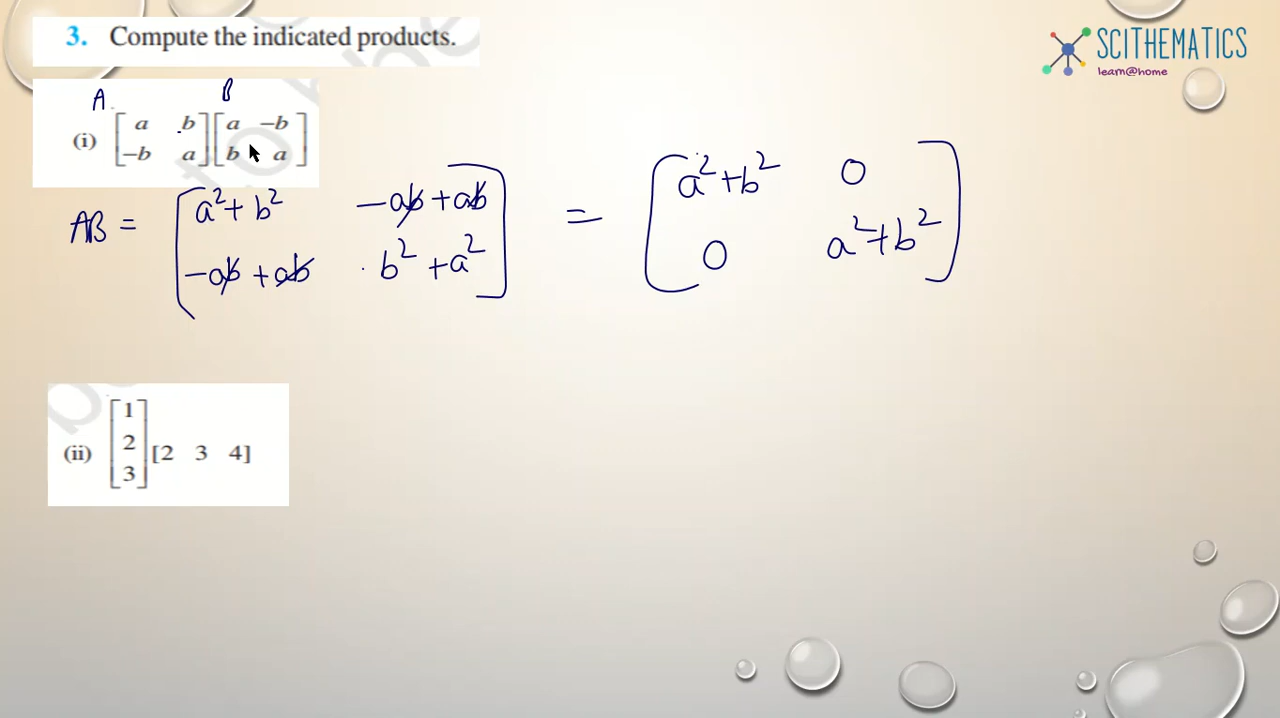 3. Compute the indicated products.
SCITHEMATICS
learn@home
A B
(i) [a b] [a −b]
[−b a] [b a]
AB = [a²+b² −ab+ab] = [a²+b² 0]
[−ab+ab b²+a²] [0 a²+b²]
(ii) [1
2
3] [2 3 4]